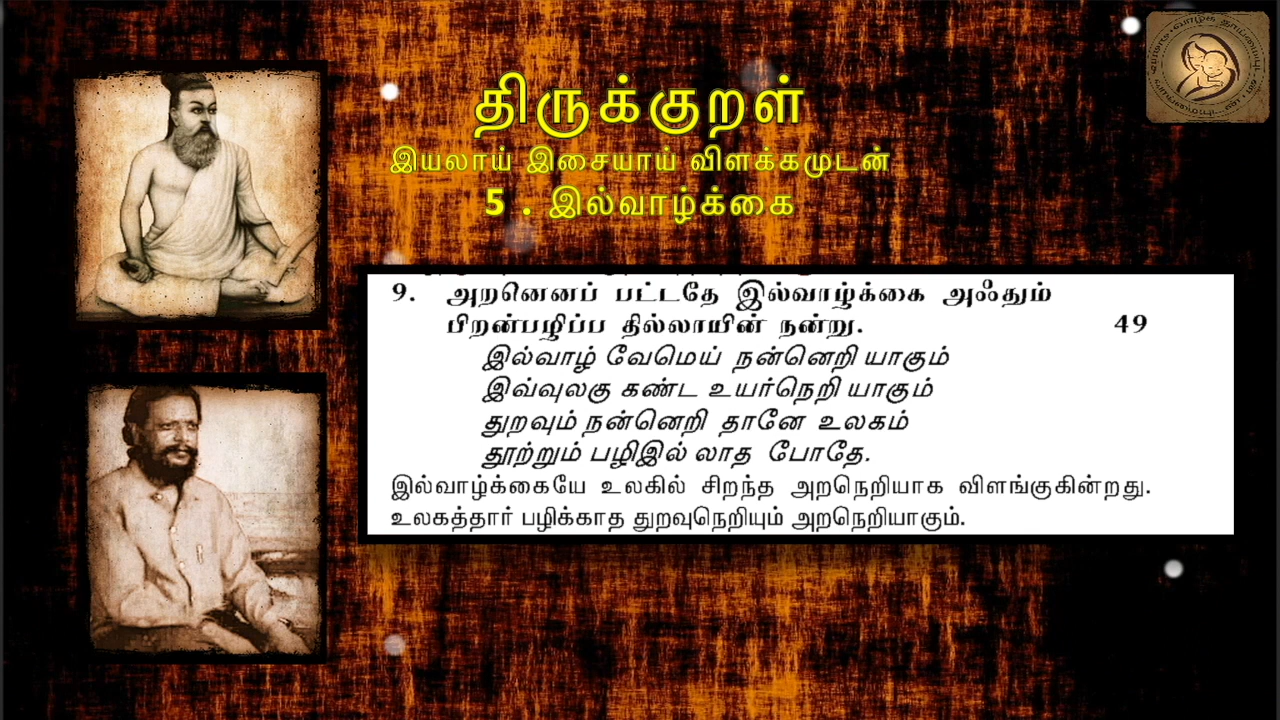 திருக்குறள்
இயலாய் இசையாய் விளக்கமுடன்
5 . இல்வாழ்க்கை
9. அறனெனப் பட்டதே இல்வாழ்க்கை அஃதும்
பிறன்பழிப்ப தில்லாயின் நன்று. 49
இல்வாழ் வேமெய் நன்னெறி யாகும்
இவ்வுலகு கண்ட உயர்நெறி யாகும்
துறவும் நன்னெறி தானே உலகம்
தூற்றும் பழிஇல் லாத போதே.
இல்வாழ்க்கையே உலகில் சிறந்த அறநெறியாக விளங்குகின்றது.
உலகத்தார் பழிக்காத துறவுநெறியும் அறநெறியாகும்.